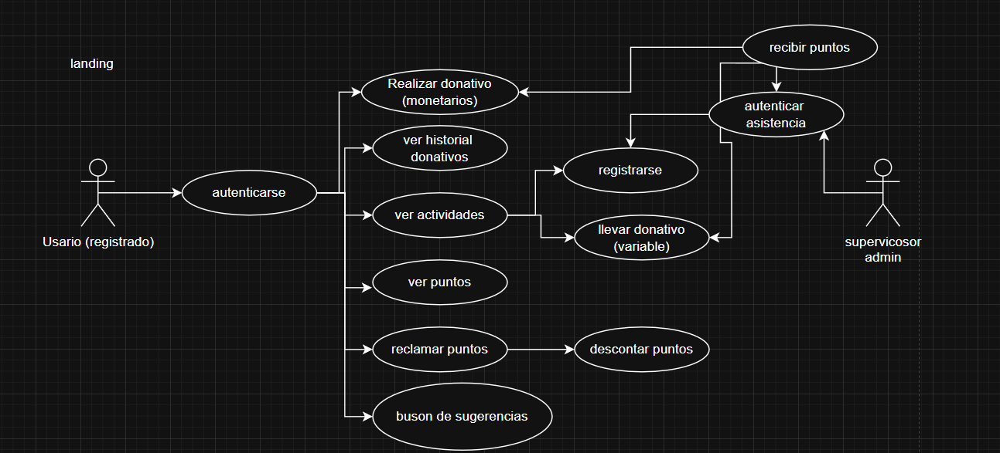 landing
recibir puntos
Realizar donativo
(monetarios)
autenticar
asistencia
ver historial
donativos
registrarse
autenticarse
ver actividades
llevar donativo
(variable)
Usario (registrado)
supervicosor
admin
ver puntos
reclamar puntos
descontar puntos
buson de sugerencias